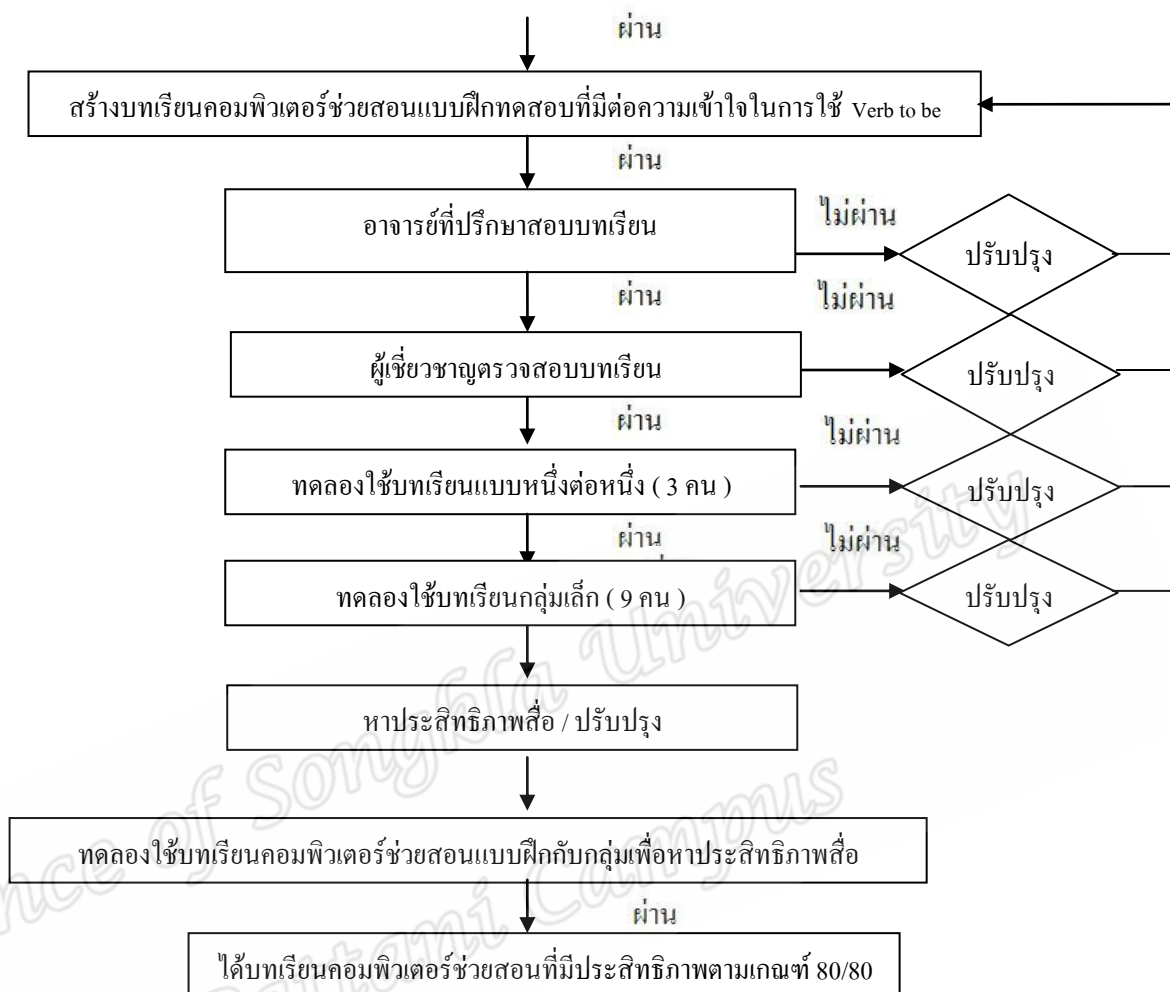 ผ่าน
สร้างบทเรียนคอมพิวเตอร์ช่วยสอนแบบฝึกทดสอบที่มีต่อความเข้าใจในการใช้ Verb to be
ผ่าน
อาจารย์ที่ปรึกษาสอบบทเรียน
ไม่ผ่าน
ปรับปรุง
ผ่าน
ไม่ผ่าน
ผู้เชี่ยวชาญตรวจสอบบทเรียน
ปรับปรุง
ผ่าน
ไม่ผ่าน
ทดลองใช้บทเรียนแบบหนึ่งต่อหนึ่ง ( 3 คน )
ปรับปรุง
ผ่าน
ไม่ผ่าน
ทดลองใช้บทเรียนกลุ่มเล็ก ( 9 คน )
ปรับปรุง
หาประสิทธิภาพสื่อ / ปรับปรุง
ทดลองใช้บทเรียนคอมพิวเตอร์ช่วยสอนแบบฝึกกับกลุ่มเพื่อหาประสิทธิภาพสื่อ
ผ่าน
ได้บทเรียนคอมพิวเตอร์ช่วยสอนที่มีประสิทธิภาพตามเกณฑ์ 80/80
nce of Songkla University
Pattani Campus